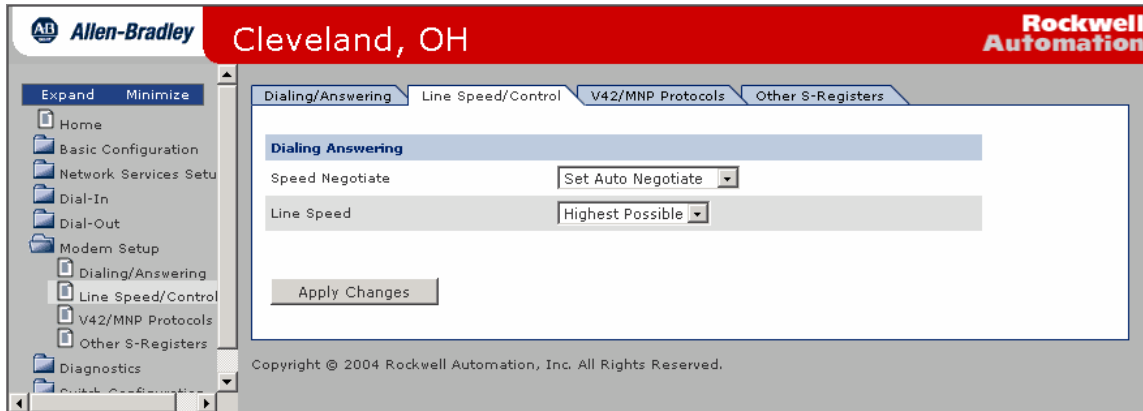 AB Allen-Bradley
Cleveland, OH
Rockwell
Automation
Expand Minimize
Home
Basic Configuration
Network Services Setu
Dial-In
Dial-Out
Modem Setup
Dialing/Answering
Line Speed/Control
V42/MNP Protocols
Other S-Registers
Diagnostics
Switch Configuration
Dialing/Answering Line Speed/Control V42/MNP Protocols Other S-Registers
Dialing Answering
Speed Negotiate Set Auto Negotiate
Line Speed Highest Possible
Apply Changes
Copyright © 2004 Rockwell Automation, Inc. All Rights Reserved.